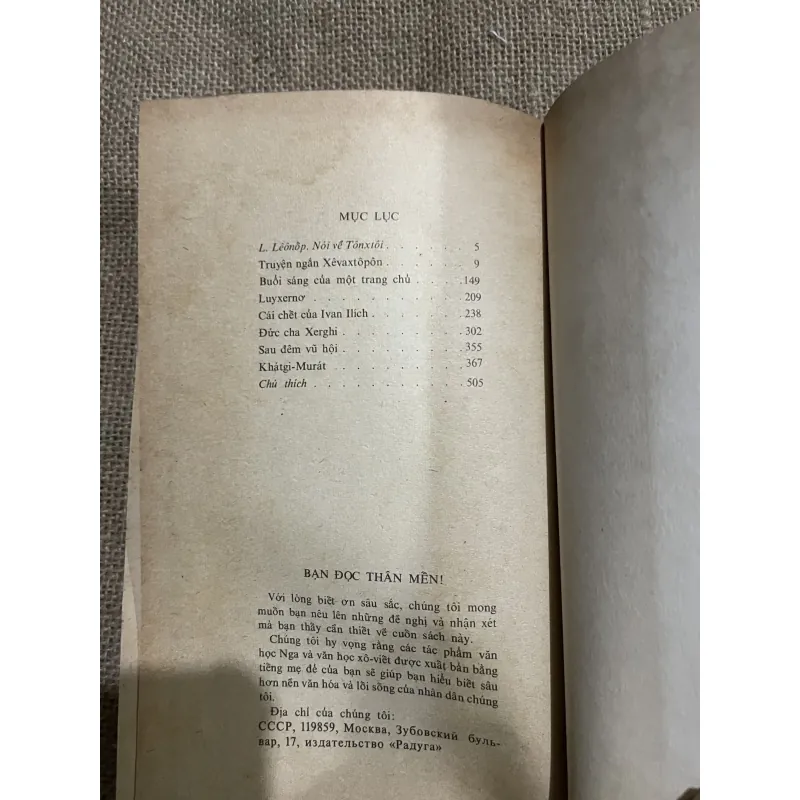 MỤC LỤC
L. Lêônôp. Nói về Tônxtôi . . . . . . 5
Truyện ngắn Xêvaxtôpôn . . . . . . 9
Buổi sáng của một trang chủ . . . . 149
Luyxernơ . . . . . . . . . . 209
Cái chết của Ivan Ilich . . . . . . . 238
Đức cha Xerghi . . . . . . . . . 302
Sau đêm vũ hội . . . . . . . . . 355
Khátgi-Murát . . . . . . . . . 367
Chú thích . . . . . . . . . . 505
BẠN ĐỌC THÂN MẾN!
Với lòng biết ơn sâu sắc, chúng tôi mong
muốn bạn nêu lên những đề nghị và nhận xét
mà bạn thấy cần thiết về cuốn sách này.
Chúng tôi hy vọng rằng các tác phẩm văn
học Nga và văn học xô-viết được xuất bản bằng
tiếng mẹ đẻ của bạn sẽ giúp bạn hiểu biết sâu
hơn nền văn hóa và lối sống của nhân dân chúng
tôi.
Địa chỉ của chúng tôi:
СССР, 119859, Москва, Зубовский буль-
вар, 17, издательство «Радуга»